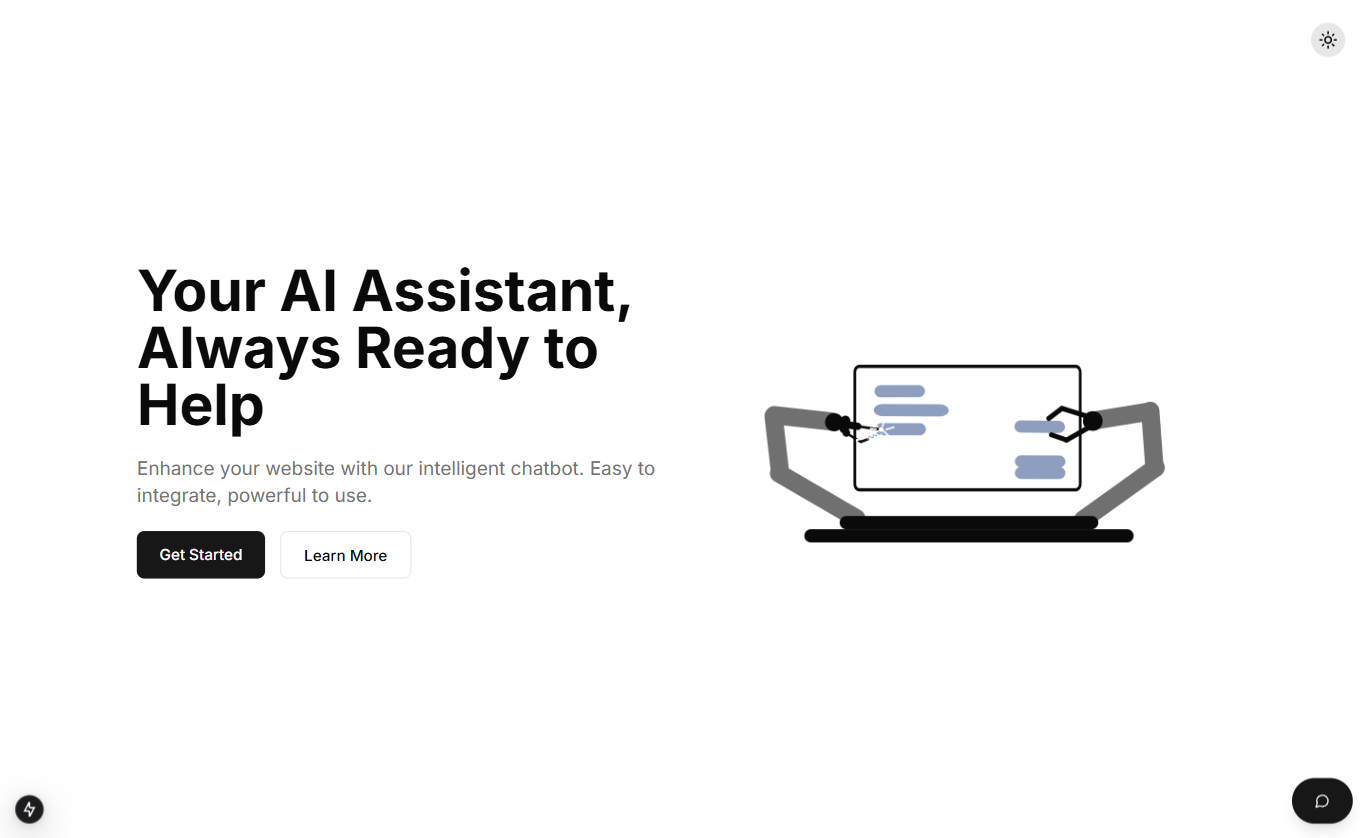 Your AI Assistant,
Always Ready to
Help
Enhance your website with our intelligent chatbot. Easy to
integrate, powerful to use.
Get Started
Learn More